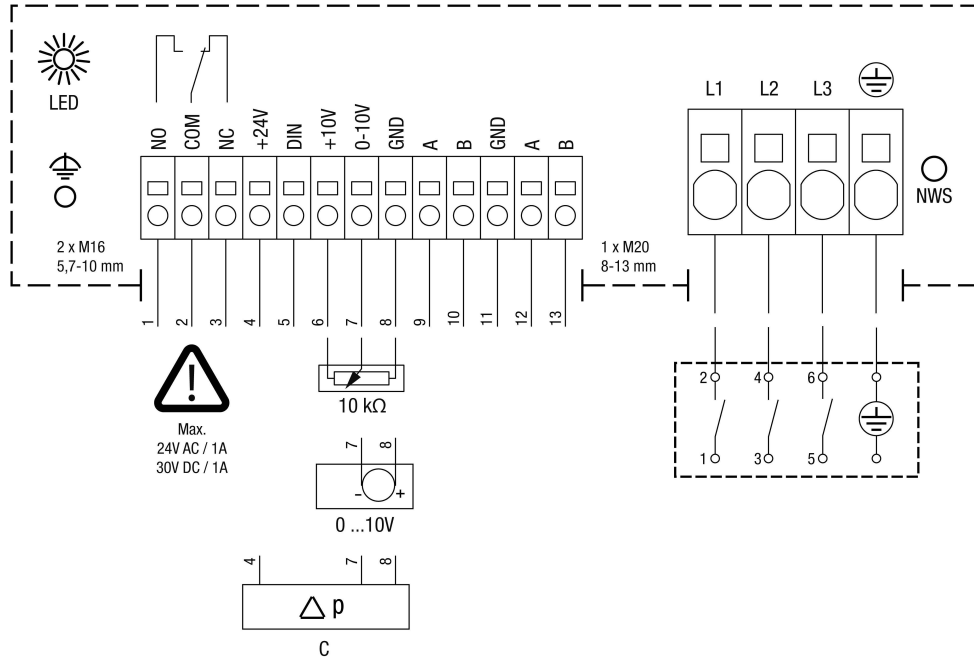 LED
NO
COM
NC
+24V
DIN
+10V
0-10V
GND
A
B
GND
A
B
L1
L2
L3
NWS
2 x M16
5,7-10 mm
1 x M20
8-13 mm
1
2
3
4
5
6
7
8
9
10
11
12
13
!
Max.
24V AC / 1A
30V DC / 1A
10 kΩ
7
8
- +
0 ...10V
4
7
8
△ p
C
2
4
6
1
3
5